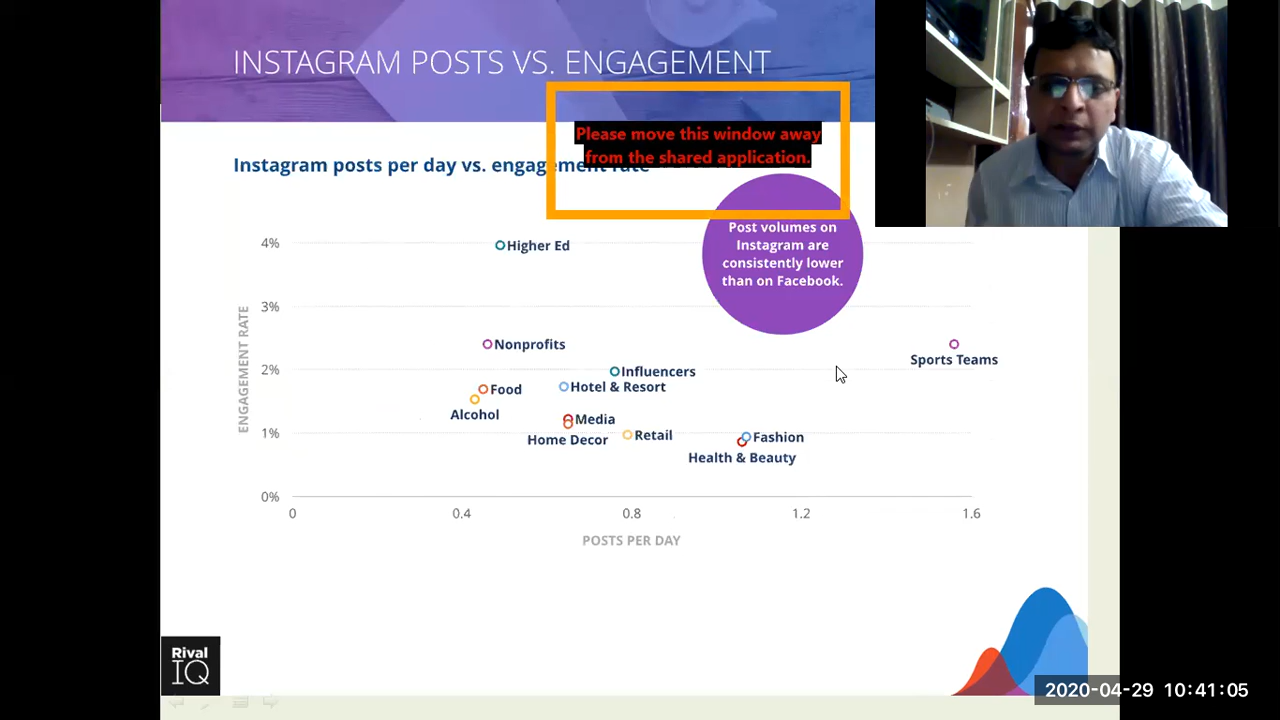 INSTAGRAM POSTS VS. ENGAGEMENT
Please move this window away
from the shared application.
Instagram posts per day vs. engagement rate
Post volumes on
Instagram are
consistently lower
than on Facebook.
4%
Higher Ed
3%
ENGAGEMENT RATE
Nonprofits
Sports Teams
2%
Influencers
Hotel & Resort
Food
Alcohol
Media
1%
Home Decor
Retail
Fashion
Health & Beauty
0%
0 0.4 0.8 1.2 1.6
POSTS PER DAY
Rival
IQ
2020-04-29 10:41:05